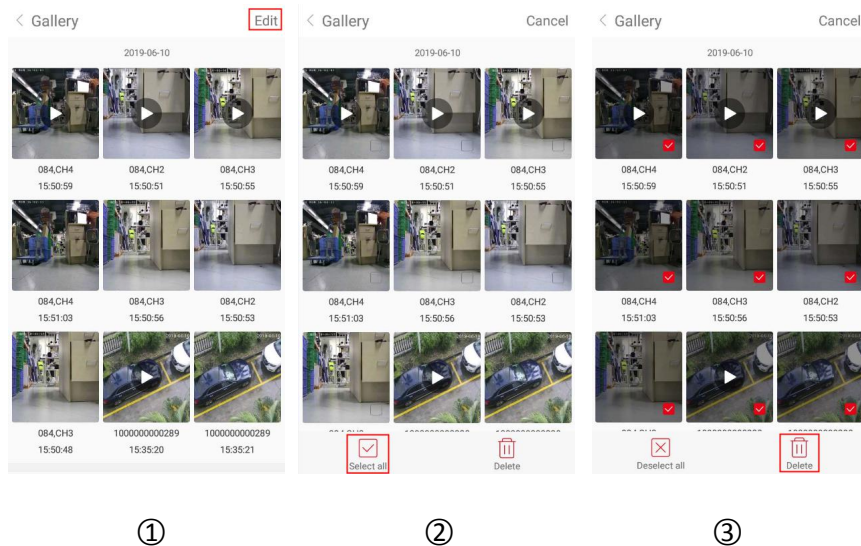 Gallery Edit
2019-06-10
084,CH4 084,CH2 084,CH3
15:50:59 15:50:51 15:50:55
084,CH4 084,CH3 084,CH2
15:51:03 15:50:56 15:50:53
084,CH3 1000000000289 1000000000289
15:50:48 15:35:20 15:35:21
①
Gallery Cancel
2019-06-10
084,CH4 084,CH2 084,CH3
15:50:59 15:50:51 15:50:55
084,CH4 084,CH3 084,CH2
15:51:03 15:50:56 15:50:53
Select all Delete
②
Gallery Cancel
2019-06-10
084,CH4 084,CH2 084,CH3
15:50:59 15:50:51 15:50:55
084,CH4 084,CH3 084,CH2
15:51:03 15:50:56 15:50:53
Deselect all Delete
③